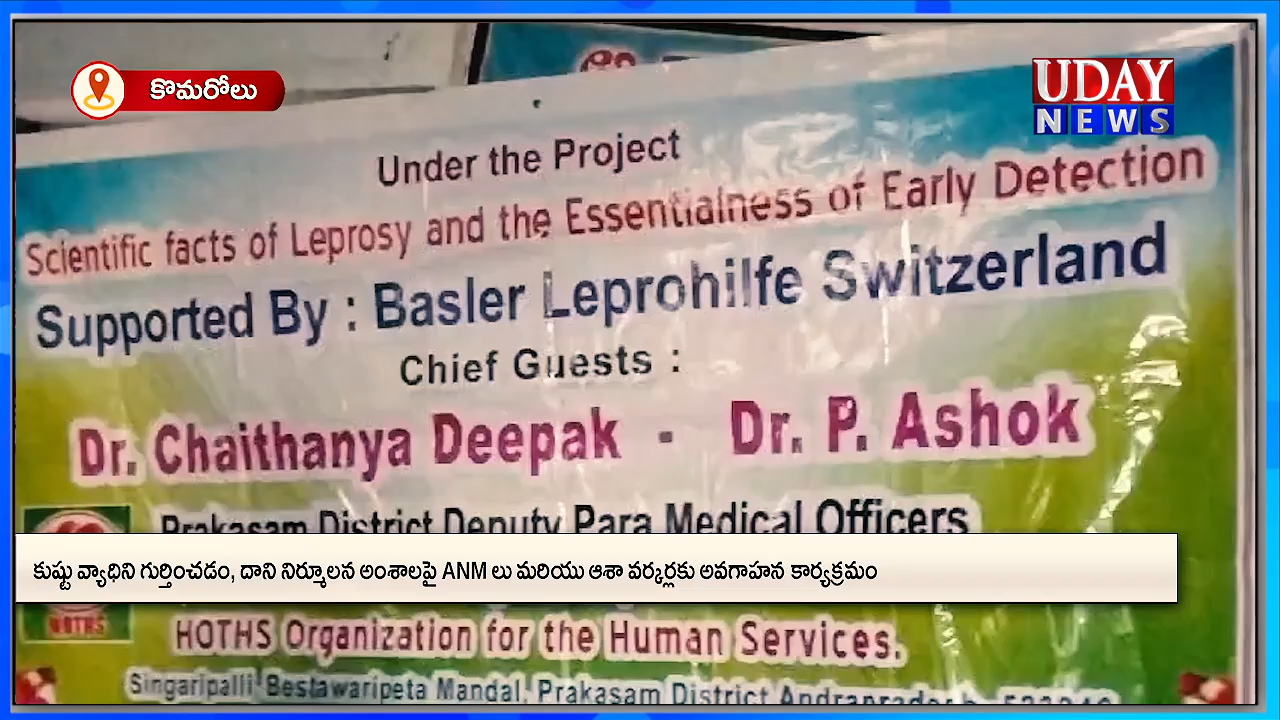 కొమరోలు
UDAY
NEWS
Under the Project
Scientific facts of Leprosy and the Essentialness of Early Detection
Supported By : Basler Leprohilfe Switzerland
Chief Guests :
Dr. Chaithanya Deepak - Dr. P. Ashok
Prakasam District Deputy Para Medical Officers
కుష్టు వ్యాధిని గుర్తించడం, దాని నిర్మూలన అంశాలపై ANM లు మరియు ఆశా వర్కర్లకు అవగాహన కార్యక్రమం
HOTHS
HOTHS Organization for the Human Services.
Singaripalli Bestawaripeta Mandal, Prakasam District